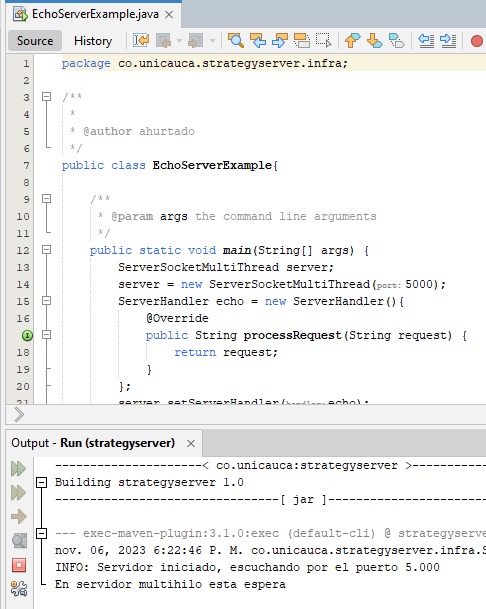 EchoServerExample.java
Source History
1 package co.unicauca.strategyserver.infra;
2
3 /**
4 *
5 * @author ahurtado
6 */
7 public class EchoServerExample{
8
9 /**
10 * @param args the command line arguments
11 */
12 public static void main(String[] args) {
13 ServerSocketMultiThread server;
14 server = new ServerSocketMultiThread(port: 5000);
15 ServerHandler echo = new ServerHandler(){
16 @Override
public String processRequest(String request) {
18 return request;
19 }
20 };
21 server.setServerHandler(handler: echo);
Output - Run (strategyserver)
--------------------< co.unicauca:strategyserver >-----------
Building strategyserver 1.0
--------------------------------[ jar ]------------
--- exec-maven-plugin:3.1.0:exec (default-cli) @ strategyserve
nov. 06, 2023 6:22:46 P. M. co.unicauca.strategyserver.infra.S
INFO: Servidor iniciado, escuchando por el puerto 5.000
En servidor multihilo esta espera